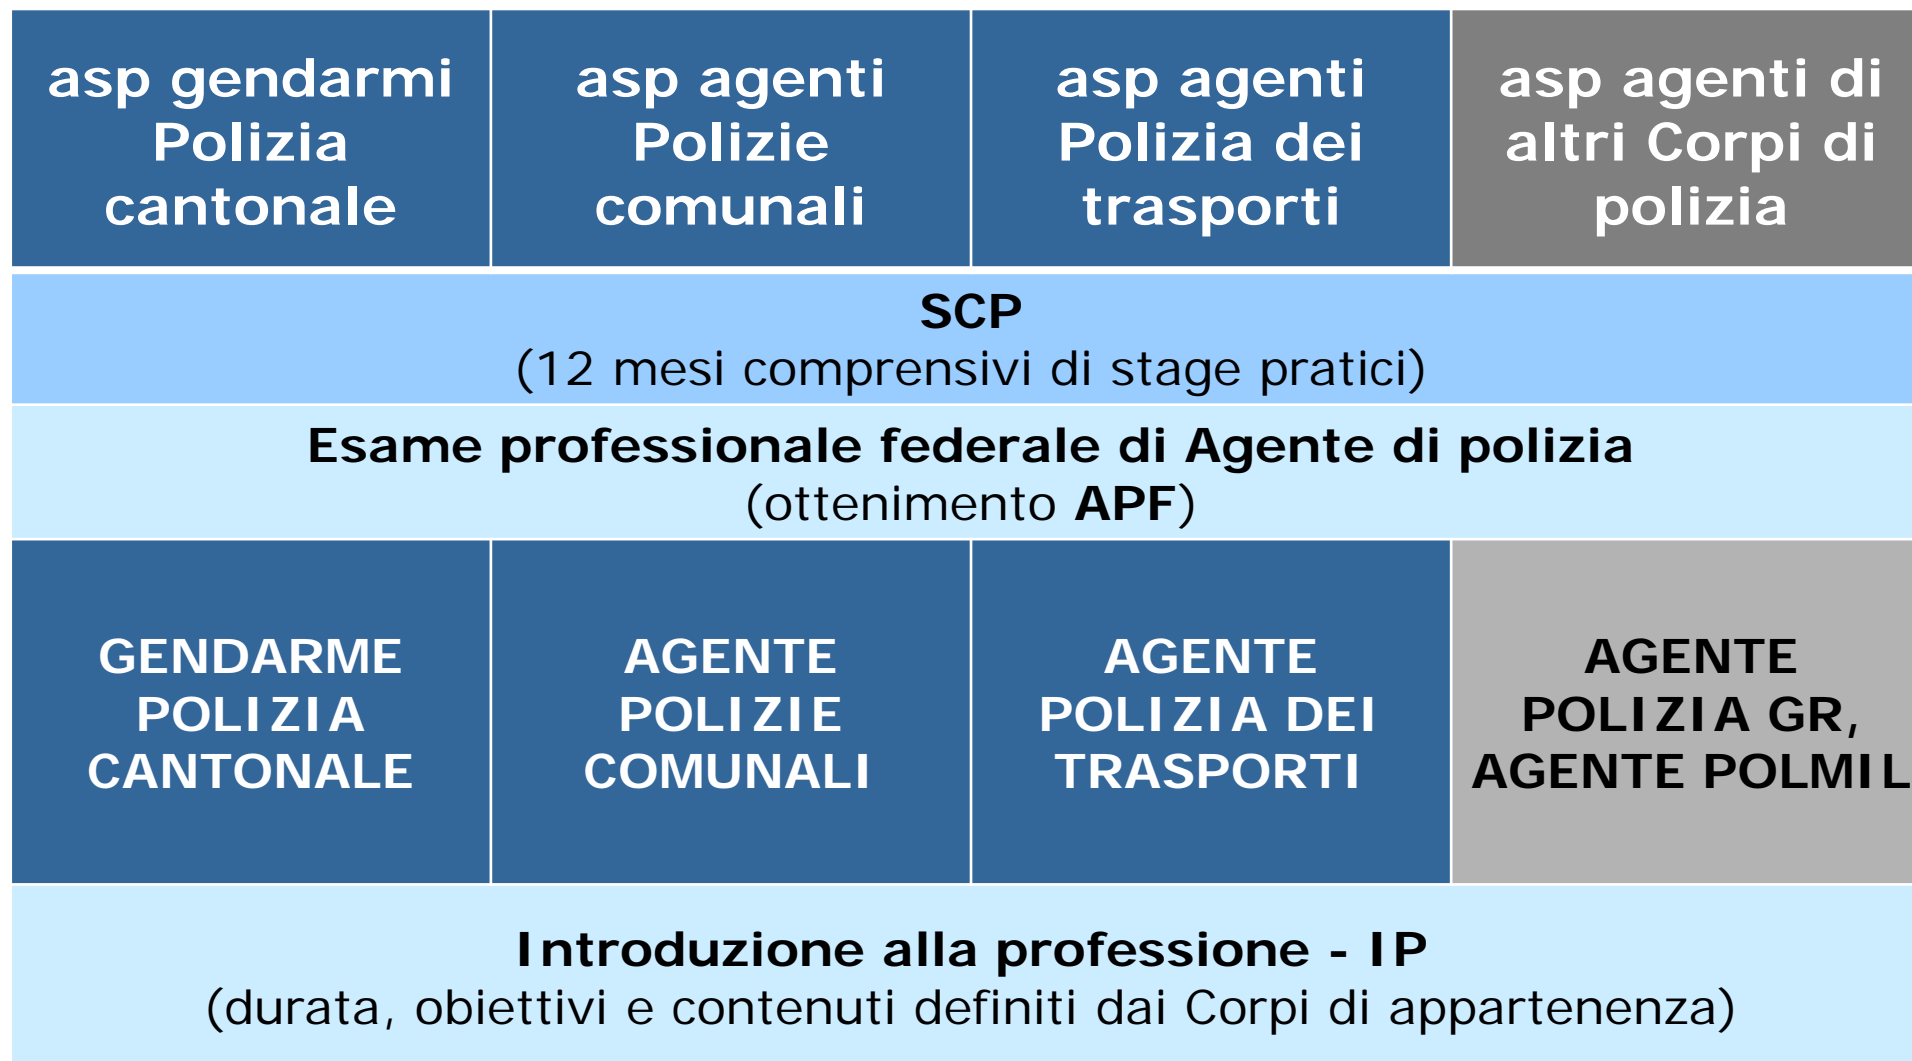 asp gendarmi
Polizia
cantonale
asp agenti
Polizie
comunali
asp agenti
Polizia dei
trasporti
asp agenti di
altri Corpi di
polizia
SCP
(12 mesi comprensivi di stage pratici)
Esame professionale federale di Agente di polizia
(ottenimento APF)
GENDARME
POLIZIA
CANTONALE
AGENTE
POLIZIE
COMUNALI
AGENTE
POLIZIA DEI
TRASPORTI
AGENTE
POLIZIA GR,
AGENTE POLMIL
Introduzione alla professione - IP
(durata, obiettivi e contenuti definiti dai Corpi di appartenenza)